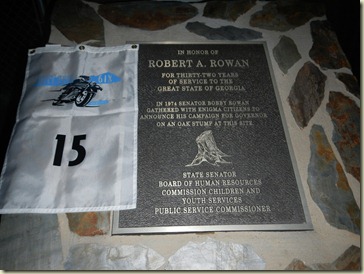 15
IN HONOR OF
ROBERT A. ROWAN
FOR THIRTY-TWO YEARS
OF SERVICE TO THE
GREAT STATE OF GEORGIA
IN 1974 SENATOR BOBBY ROWAN
GATHERED WITH ENIGMA CITIZENS TO
ANNOUNCE HIS CAMPAIGN FOR GOVERNOR
ON AN OAK STUMP AT THIS SITE
STATE SENATOR
BOARD OF HUMAN RESOURCES
COMMISSION CHILDREN AND
YOUTH SERVICES
PUBLIC SERVICE COMMISSIONER